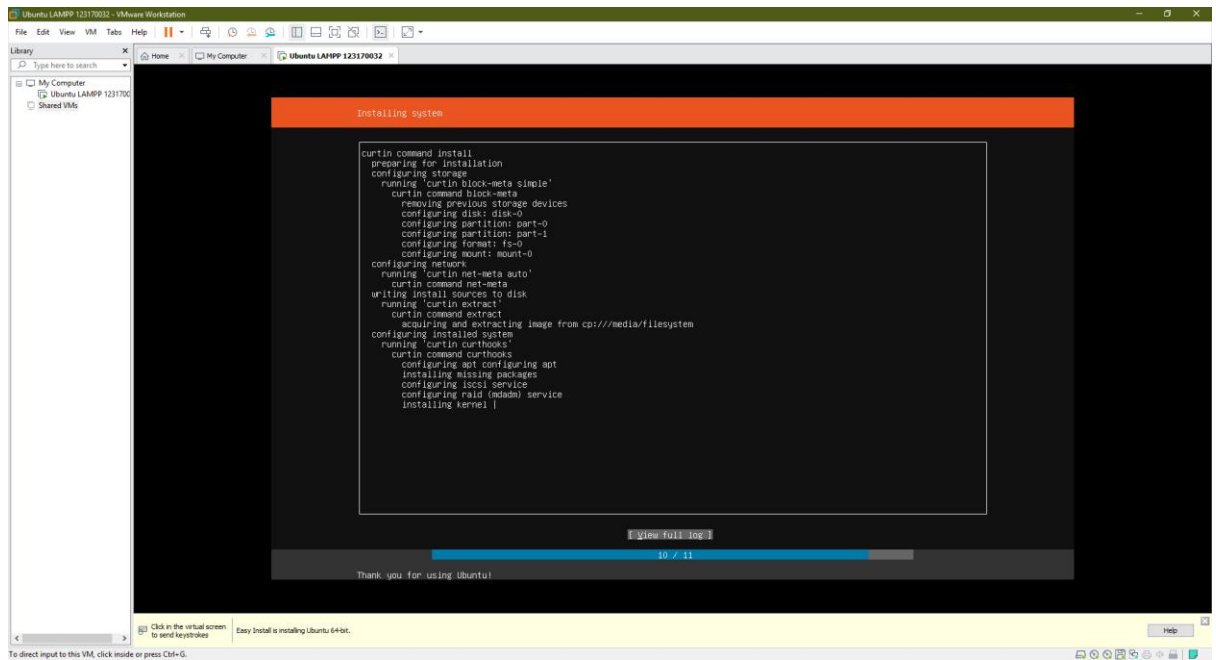 Ubuntu LAMPP 123170032 - VMware Workstation
File Edit View VM Tabs Help
Library
Type here to search
Home
My Computer
Ubuntu LAMPP 123170032
My Computer
Ubuntu LAMPP 1231700
Shared VMs
Installing system
curtin command install
preparing for installation
configuring storage
running 'curtin block-meta simple'
curtin command block-meta
removing previous storage devices
configuring disk: disk-0
configuring partition: part-0
configuring partition: part-1
configuring format: fs-0
configuring mount: mount-0
configuring network
running 'curtin net-meta auto'
curtin command net-meta
writing install sources to disk
running 'curtin extract'
curtin command extract
acquiring and extracting image from cp:///media/filesystem
configuring installed system
running 'curtin curthooks'
curtin command curthooks
configuring apt configuring apt
installing missing packages
configuring iscsi service
configuring raid (mdadm) service
installing kernel |
[ View full log ]
10 / 11
Thank you for using Ubuntu!
Click in the virtual screen
to send keystrokes
Easy Install is installing Ubuntu 64-bit.
Help
To direct input to this VM, click inside or press Ctrl+G.